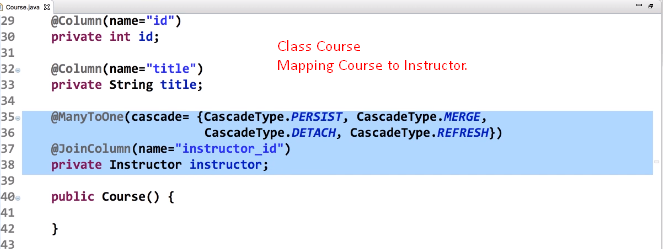 Course.java
29 @Column(name="id")
30 private int id;
Class Course
31
Mapping Course to Instructor.
32 @Column(name="title")
33 private String title;
34
35 @ManyToOne(cascade= {CascadeType.PERSIST, CascadeType.MERGE,
36 CascadeType.DETACH, CascadeType.REFRESH})
37 @JoinColumn(name="instructor_id")
38 private Instructor instructor;
39
40 public Course() {
41
42 }
43